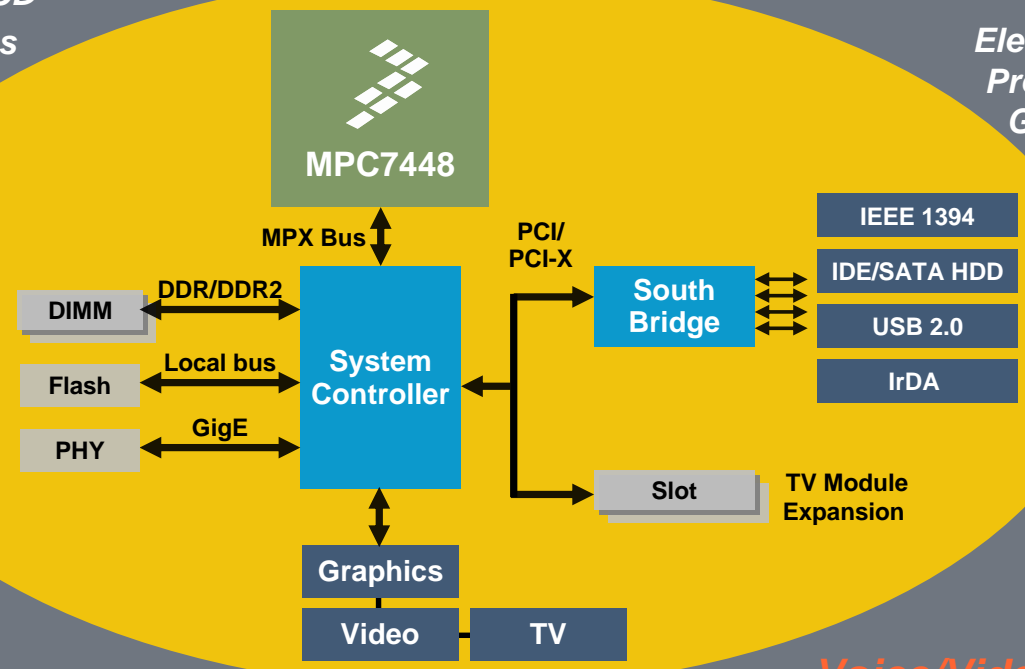 MPC7448
MPX Bus
PCI/
PCI-X
IEEE 1394
IDE/SATA HDD
USB 2.0
IrDA
South
Bridge
DIMM
DDR/DDR2
Flash
Local bus
PHY
GigE
System
Controller
Slot
TV Module
Expansion
Graphics
Video
TV